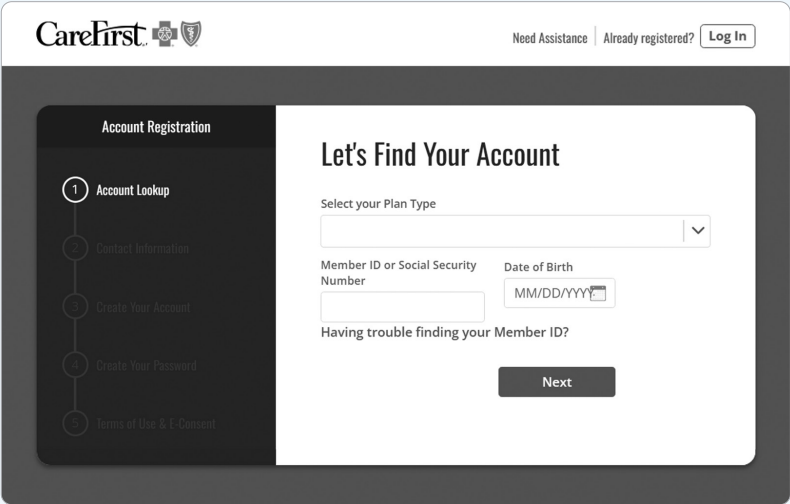 CareFirst
Need Assistance
Already registered?
Log In
Account Registration
1 Account Lookup
2 Contact Information
3 Create Your Account
4 Create Your Password
5 Terms of Use & E-Consent
Let's Find Your Account
Select your Plan Type
Member ID or Social Security
Number
Date of Birth
MM/DD/YYYY
Having trouble finding your Member ID?
Next